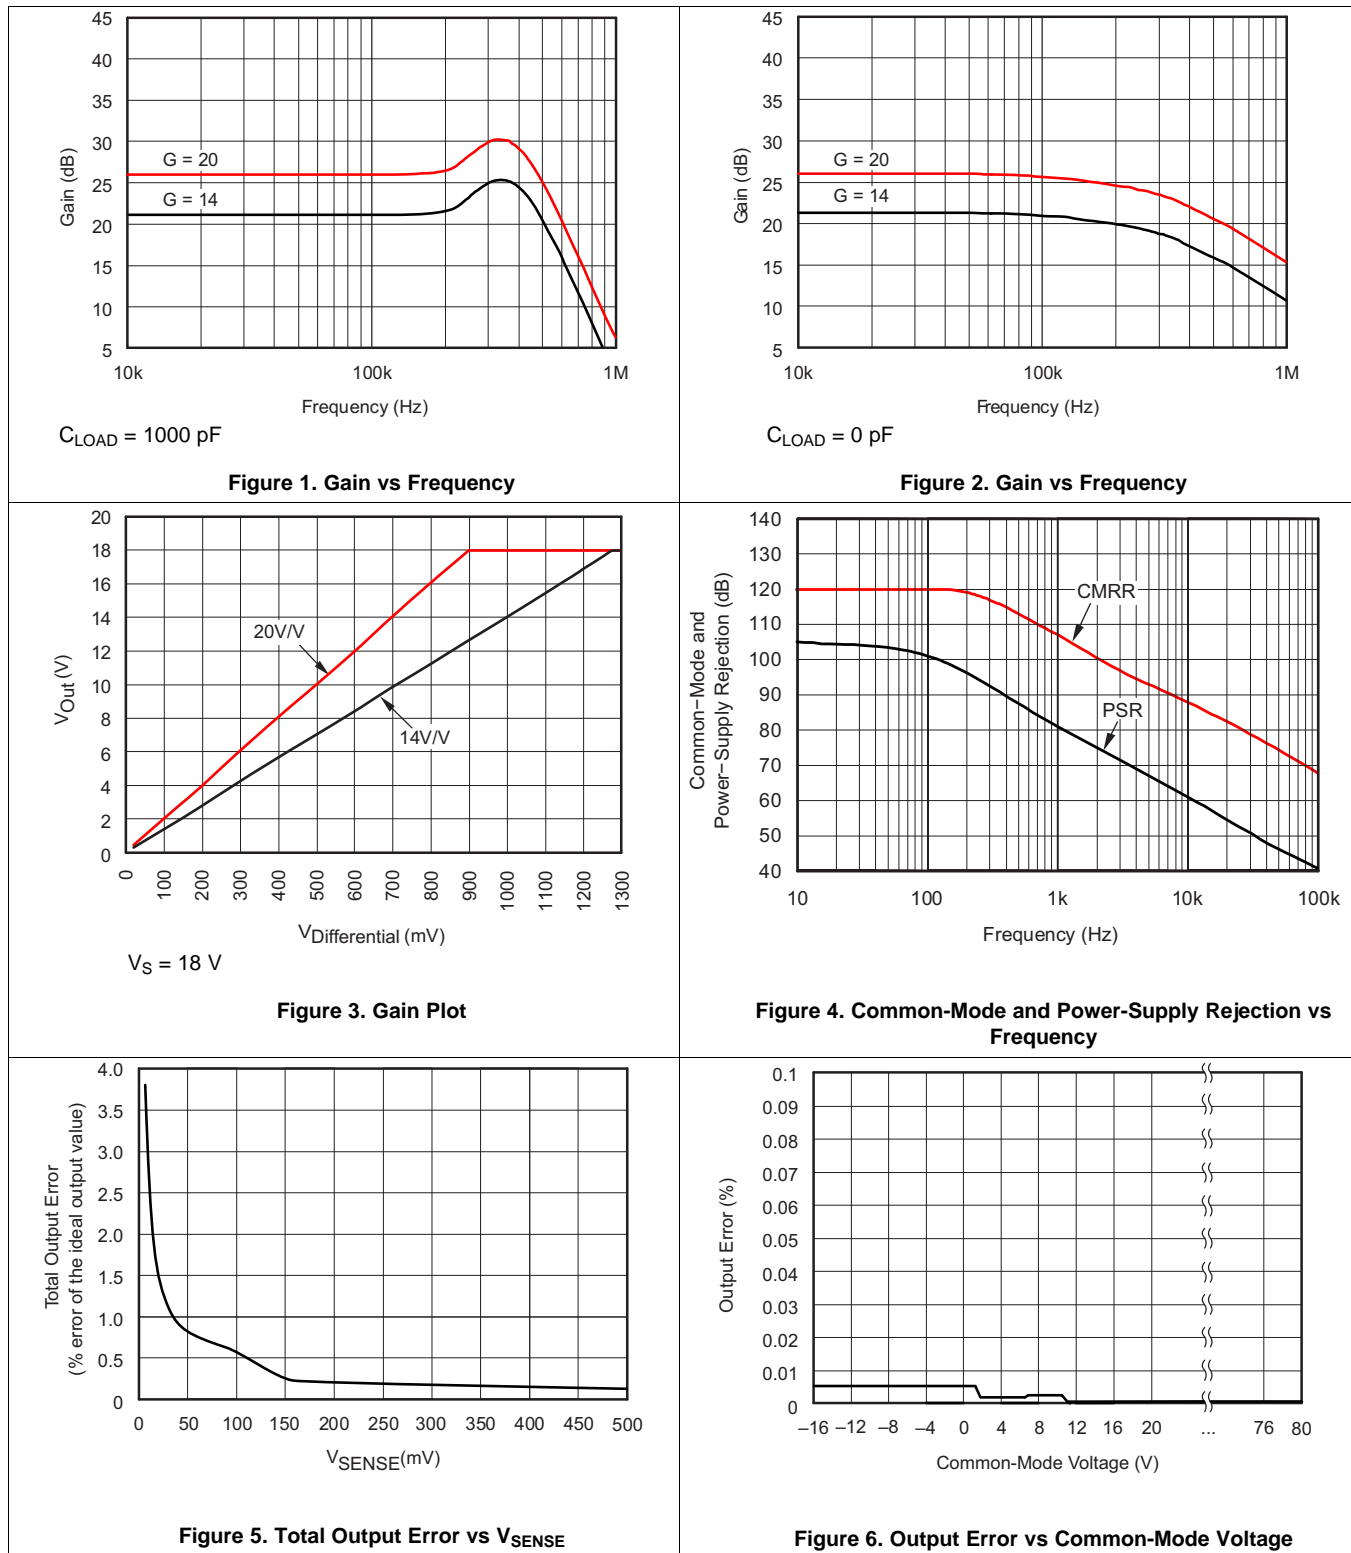 45
40
35
30
25
20
15
10
5
Gain (dB)
G = 20
G = 14
10k 100k 1M
Frequency (Hz)
C_LOAD = 1000 pF
Figure 1. Gain vs Frequency
45
40
35
30
25
20
15
10
5
Gain (dB)
G = 20
G = 14
10k 100k 1M
Frequency (Hz)
C_LOAD = 0 pF
Figure 2. Gain vs Frequency
20
18
16
14
12
10
8
6
4
2
0
V_Out (V)
20V/V
14V/V
0 100 200 300 400 500 600 700 800 900 1000 1100 1200 1300
V_Differential (mV)
V_S = 18 V
Figure 3. Gain Plot
140
130
120
110
100
90
80
70
60
50
40
Common−Mode and
Power−Supply Rejection (dB)
CMRR
PSR
10 100 1k 10k 100k
Frequency (Hz)
Figure 4. Common-Mode and Power-Supply Rejection vs
Frequency
4.0
3.5
3.0
2.5
2.0
1.5
1.0
0.5
0
Total Output Error
(% error of the ideal output value)
0 50 100 150 200 250 300 350 400 450 500
V_SENSE (mV)
Figure 5. Total Output Error vs V_SENSE
0.1
0.09
0.08
0.07
0.06
0.05
0.04
0.03
0.02
0.01
0
Output Error (%)
–16 –12 –8 –4 0 4 8 12 16 20 ... 76 80
Common-Mode Voltage (V)
Figure 6. Output Error vs Common-Mode Voltage